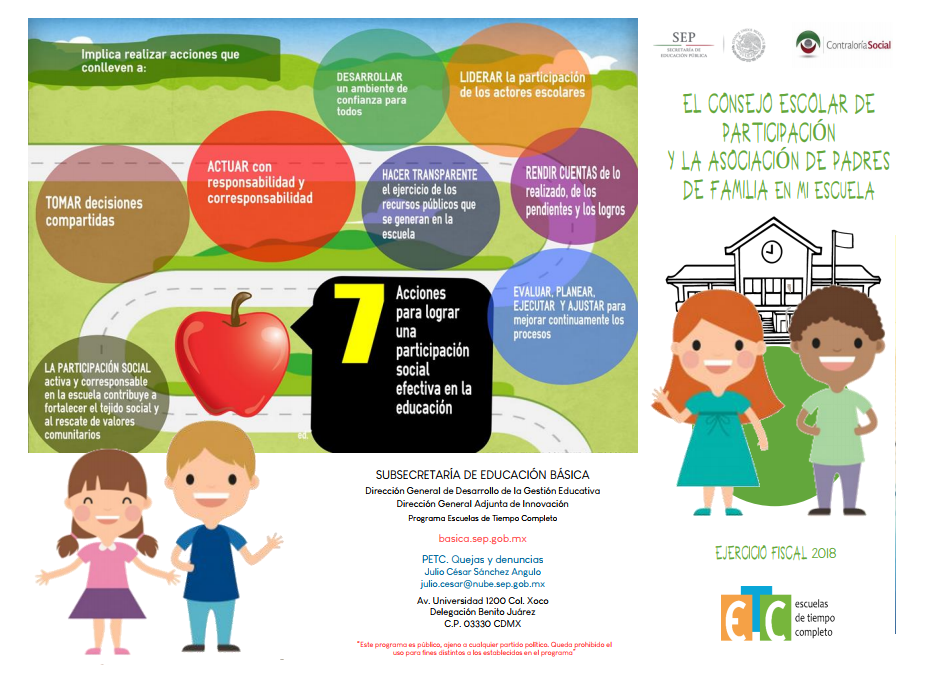 Implica realizar acciones que
conlleven a:
DESARROLLAR
un ambiente de
confianza para
todos
LIDERAR la participación
de los actores escolares
TOMAR decisiones
compartidas
ACTUAR con
responsabilidad y
corresponsabilidad
HACER TRANSPARENTE
el ejercicio de los
recursos públicos que
se generan en la
escuela
RENDIR CUENTAS de lo
realizado, de los
pendientes y los logros
EVALUAR, PLANEAR,
EJECUTAR Y AJUSTAR para
mejorar continuamente los
procesos
7
Acciones
para lograr
una
participación
social
efectiva en la
educación
LA PARTICIPACIÓN SOCIAL
activa y corresponsable
en la escuela contribuye a
fortalecer el tejido social y
al rescate de valores
comunitarios
ed.
SUBSECRETARÍA DE EDUCACIÓN BÁSICA
Dirección General de Desarrollo de la Gestión Educativa
Dirección General Adjunta de Innovación
Programa Escuelas de Tiempo Completo
basica.sep.gob.mx
PETC. Quejas y denuncias
Julio César Sánchez Angulo
julio.cesar@nube.sep.gob.mx
Av. Universidad 1200 Col. Xoco
Delegación Benito Juárez
C.P. 03330 CDMX
"Este programa es público, ajeno a cualquier partido político. Queda prohibido el
uso para fines distintos a los establecidos en el programa"
SEP
SECRETARÍA DE
EDUCACIÓN PÚBLICA
ContraloríaSocial
EL CONSEJO ESCOLAR DE
PARTICIPACIÓN
Y LA ASOCIACIÓN DE PADRES
DE FAMILIA EN MI ESCUELA
EJERCICIO FISCAL 2018
ETC
escuelas
de tiempo
completo